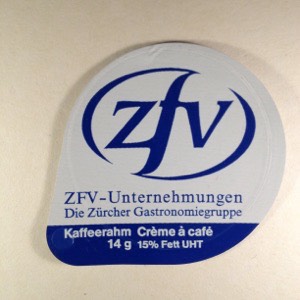 zfv
ZFV-Unternehmungen
Die Zürcher Gastronomiegruppe
Kaffeerahm Crème à café
14 g 15% Fett UHT